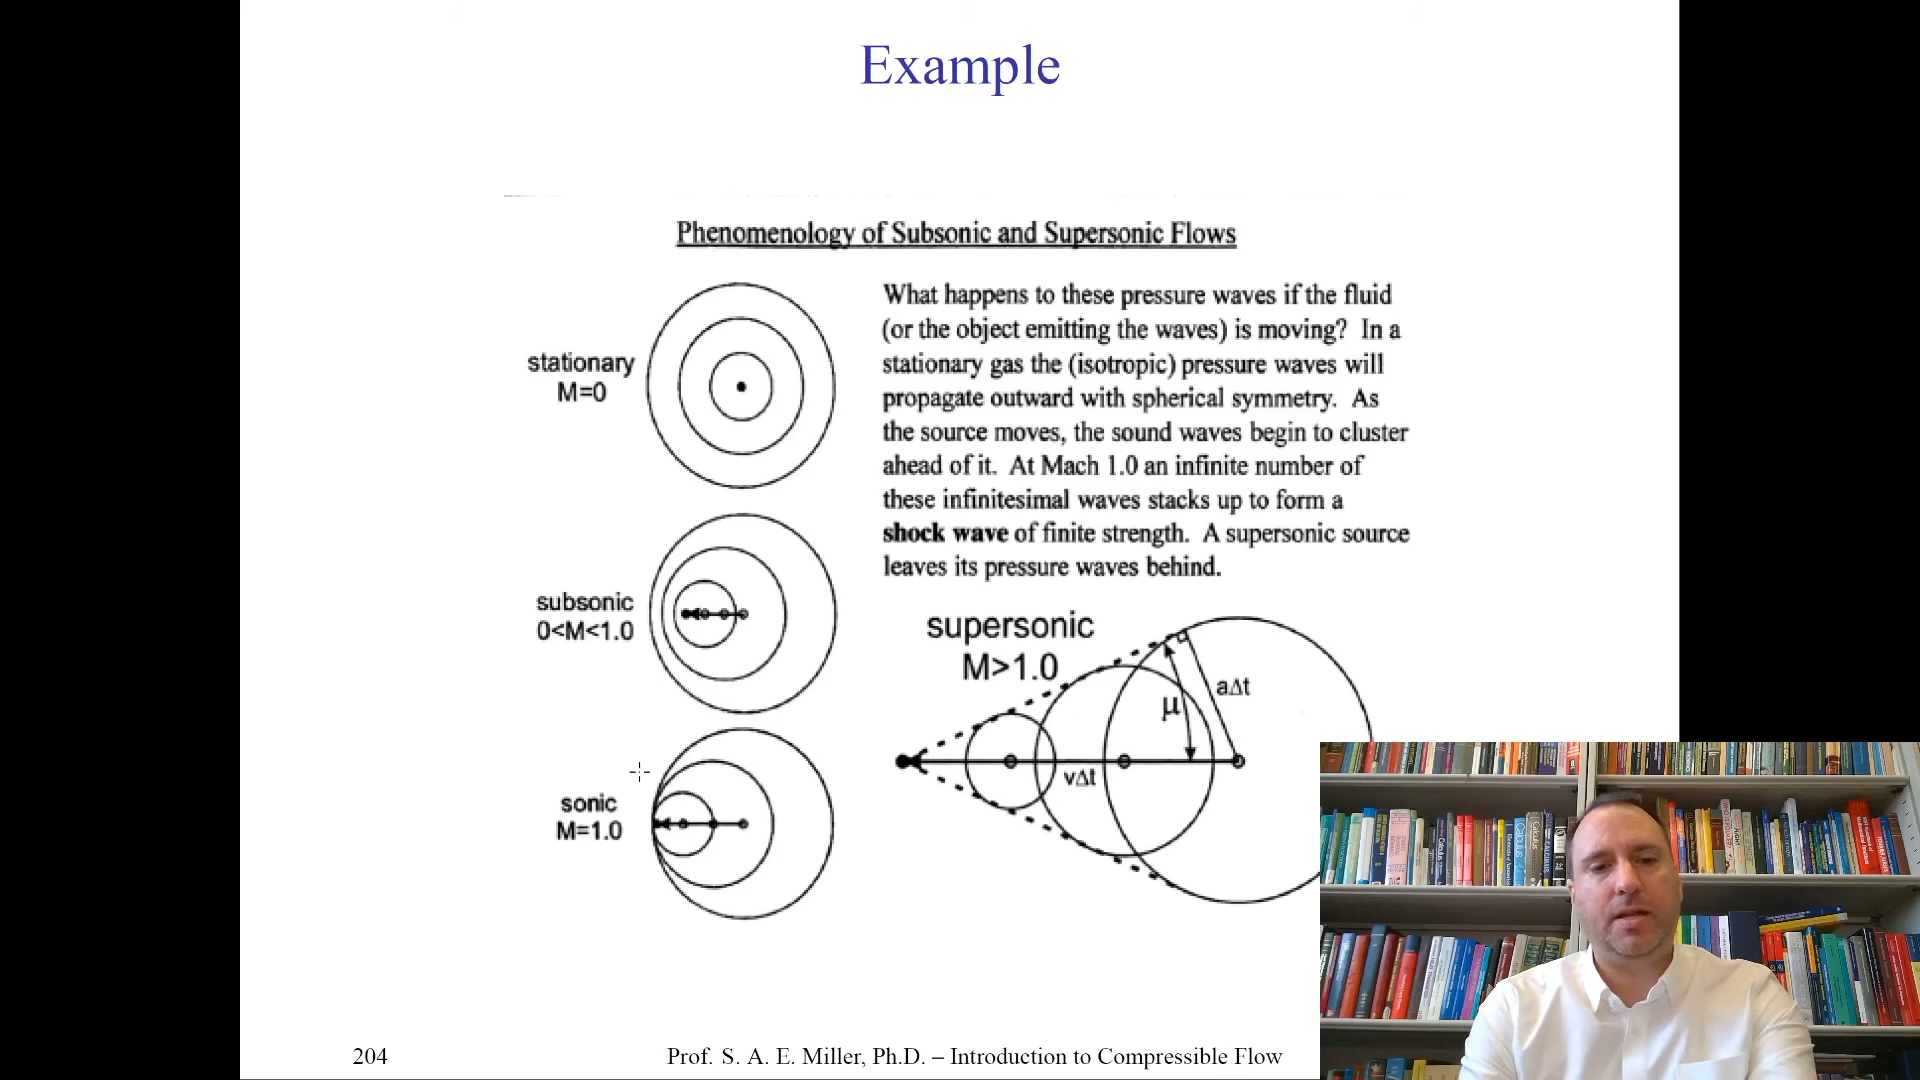 Example
Phenomenology of Subsonic and Supersonic Flows
stationary
M=0
What happens to these pressure waves if the fluid
(or the object emitting the waves) is moving? In a
stationary gas the (isotropic) pressure waves will
propagate outward with spherical symmetry. As
the source moves, the sound waves begin to cluster
ahead of it. At Mach 1.0 an infinite number of
these infinitesimal waves stacks up to form a
shock wave of finite strength. A supersonic source
leaves its pressure waves behind.
subsonic
0<M<1.0
supersonic
M>1.0
aΔt
μ
vΔt
sonic
M=1.0
204
Prof. S. A. E. Miller, Ph.D. – Introduction to Compressible Flow